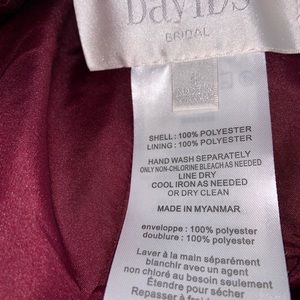 DAVID'S
BRIDAL
SHELL : 100% POLYESTER
LINING : 100% POLYESTER
HAND WASH SEPARATELY
ONLY NON-CHLORINE BLEACH AS NEEDED
LINE DRY
COOL IRON AS NEEDED
OR DRY CLEAN
MADE IN MYANMAR
enveloppe : 100% polyester
doublure : 100% polyester
Laver à la main séparément
blanchir avec un agent
non chloré au besoin seulement
Étendre pour sécher
Repasser à